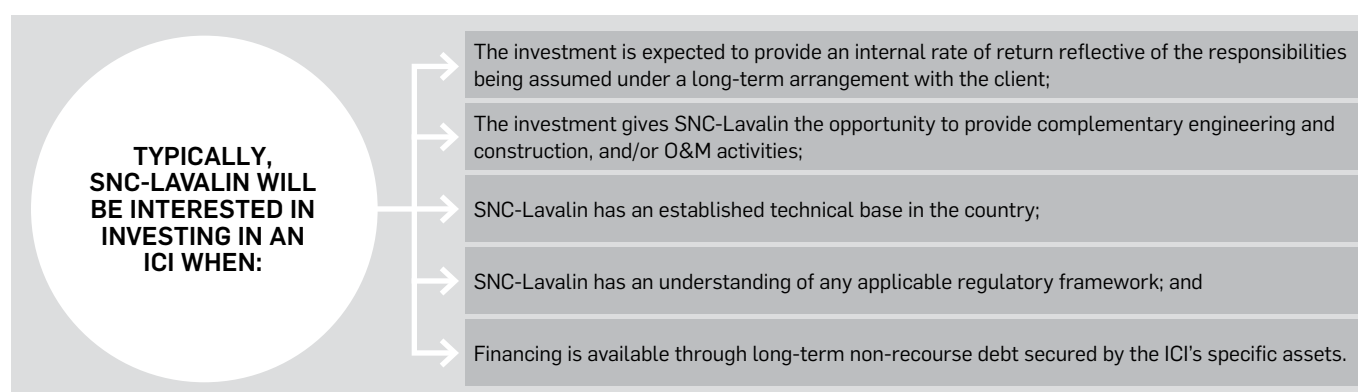 TYPICALLY,
SNC-LAVALIN WILL
BE INTERESTED IN
INVESTING IN AN
ICI WHEN:
The investment is expected to provide an internal rate of return reflective of the responsibilities
being assumed under a long-term arrangement with the client;
The investment gives SNC-Lavalin the opportunity to provide complementary engineering and
construction, and/or O&M activities;
SNC-Lavalin has an established technical base in the country;
SNC-Lavalin has an understanding of any applicable regulatory framework; and
Financing is available through long-term non-recourse debt secured by the ICI's specific assets.